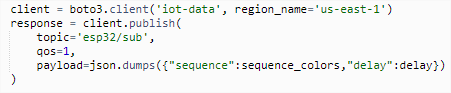 client = boto3.client('iot-data', region_name='us-east-1')
response = client.publish(
    topic='esp32/sub',
    qos=1,
    payload=json.dumps({"sequence":sequence_colors,"delay":delay})
)